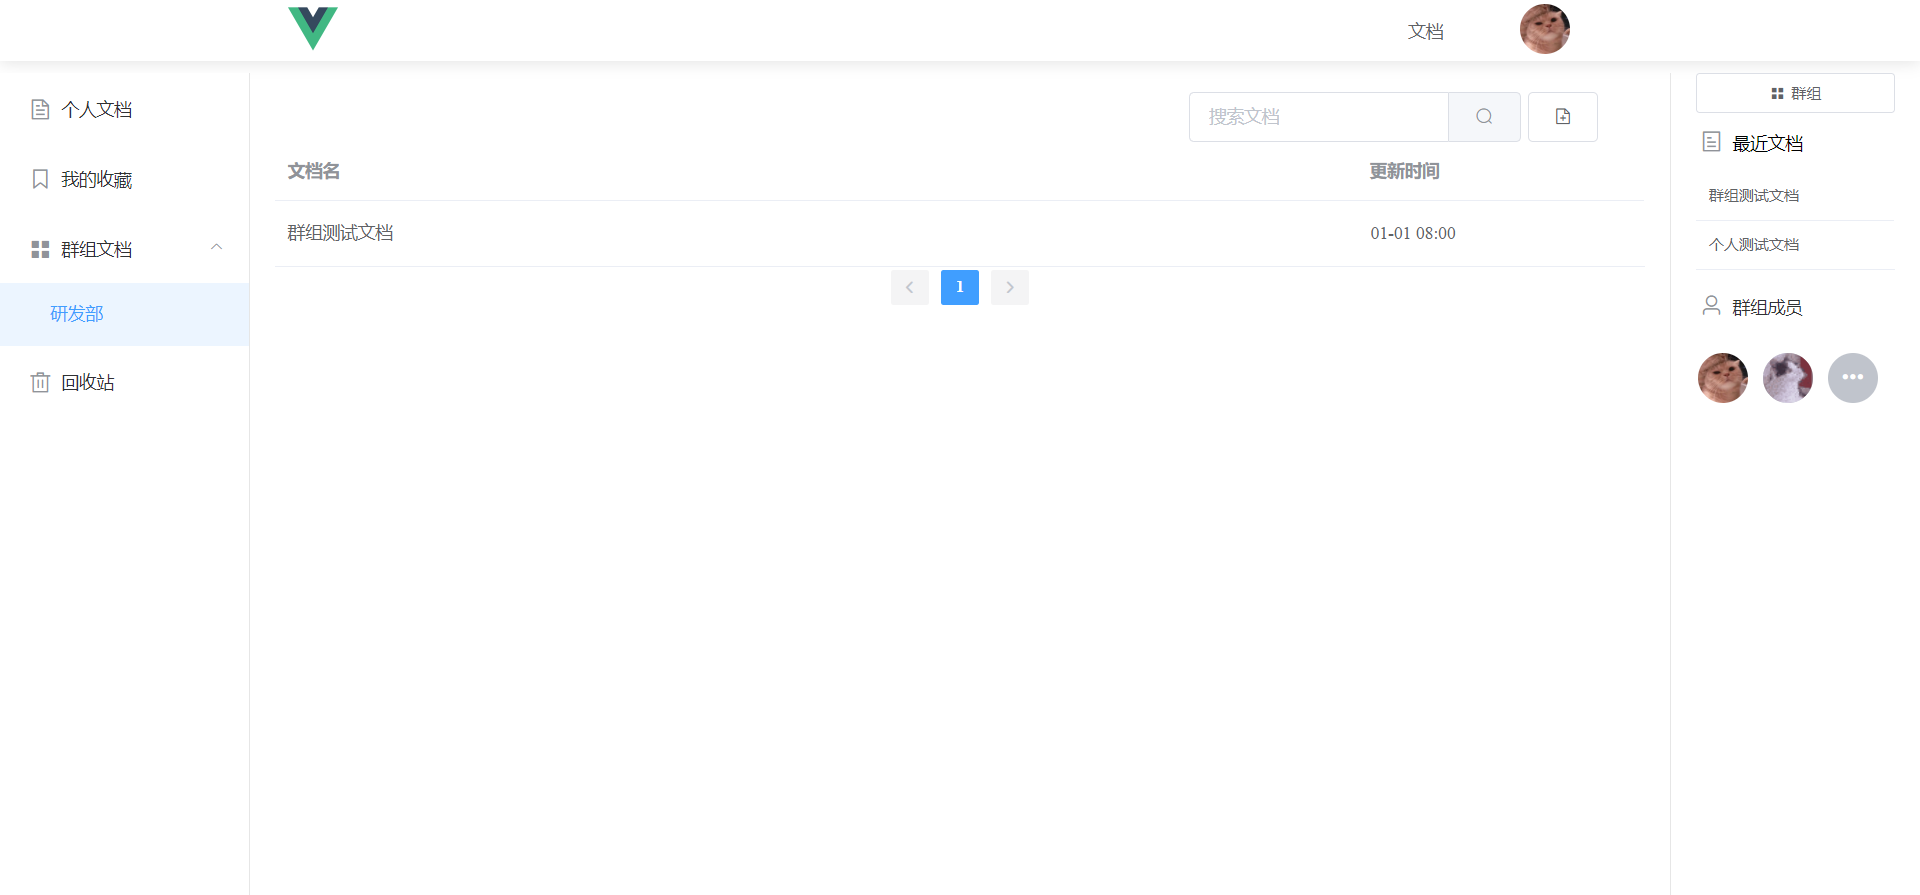 文档
个人文档
我的收藏
群组文档
研发部
回收站
搜索文档
文档名 更新时间
群组测试文档 01-01 08:00
1
群组
最近文档
群组测试文档
个人测试文档
群组成员